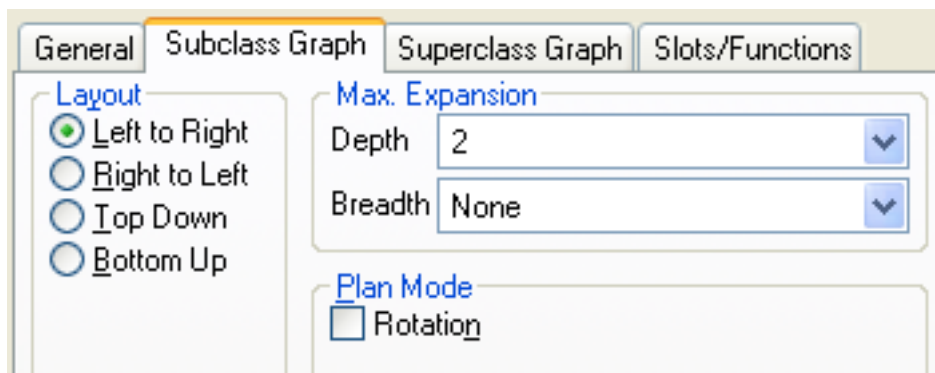 General Subclass Graph Superclass Graph Slots/Functions
Layout
Left to Right
Right to Left
Top Down
Bottom Up
Max. Expansion
Depth 2
Breadth None
Plan Mode
Rotation